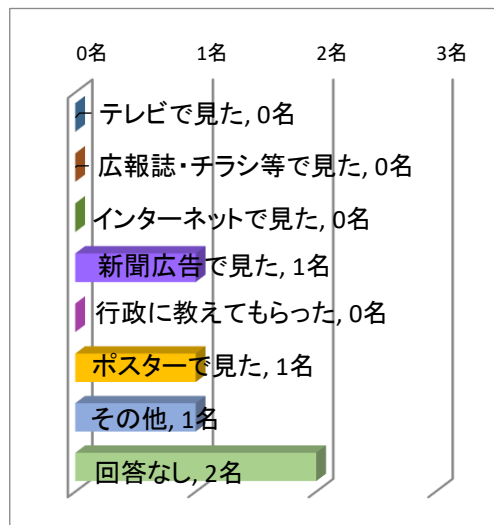 0名 1名 2名 3名
テレビで見た, 0名
広報誌・チラシ等で見た, 0名
インターネットで見た, 0名
新聞広告で見た, 1名
行政に教えてもらった, 0名
ポスターで見た, 1名
その他, 1名
回答なし, 2名